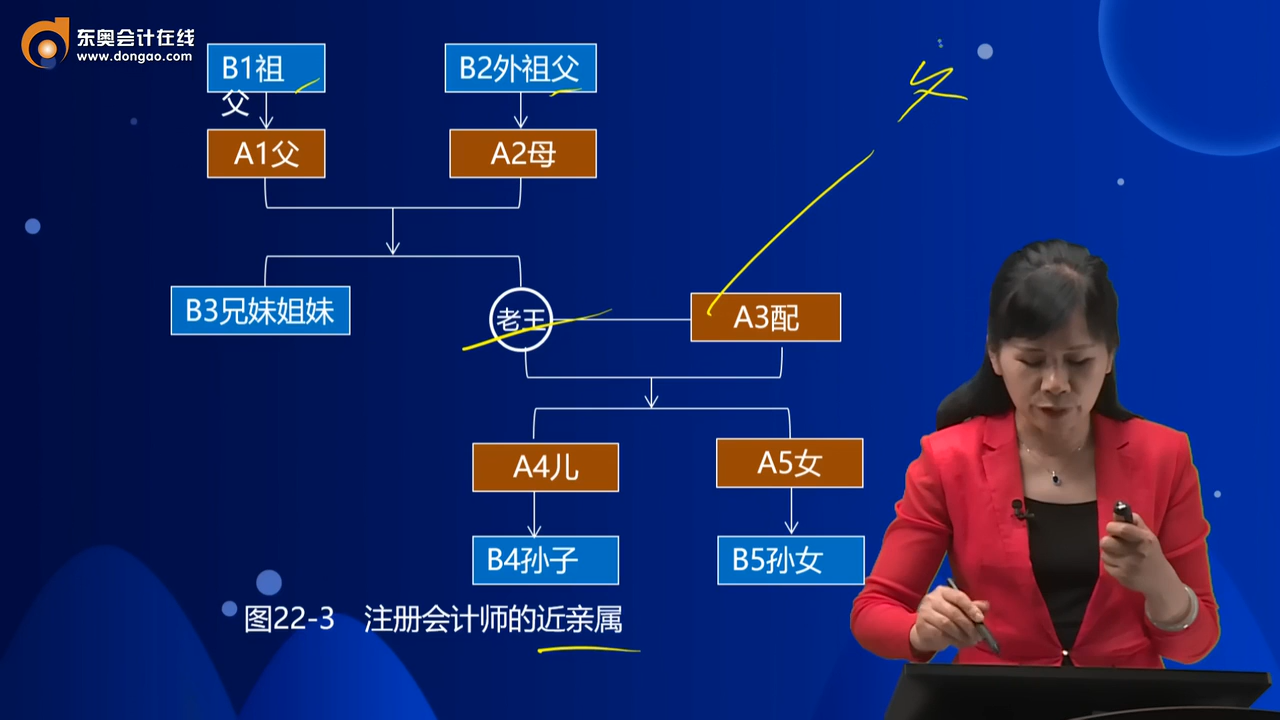 东奥会计在线
www.dongao.com
B1祖
父
B2外祖父
A1父
A2母
B3兄妹姐妹
老王
A3配
A4儿
A5女
B4孙子
B5孙女
图22-3 注册会计师的近亲属